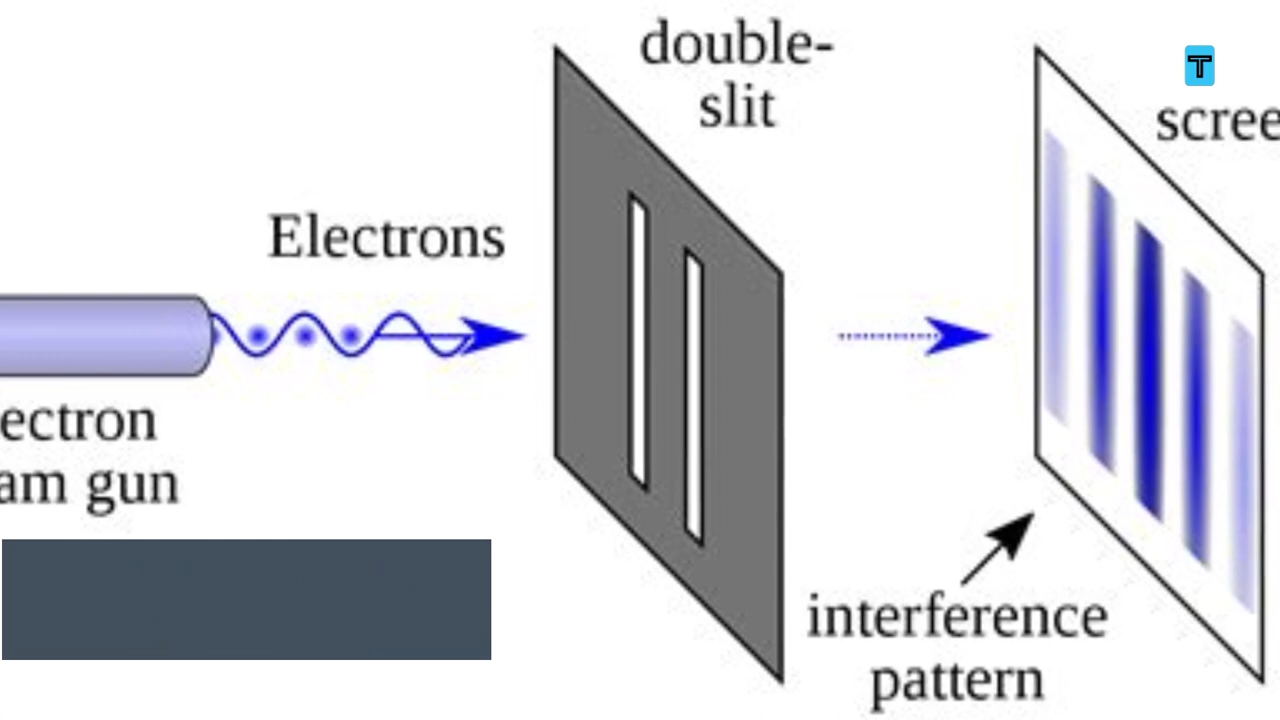 double-
slit
T
scree
Electrons
ectron
am gun
interference
pattern